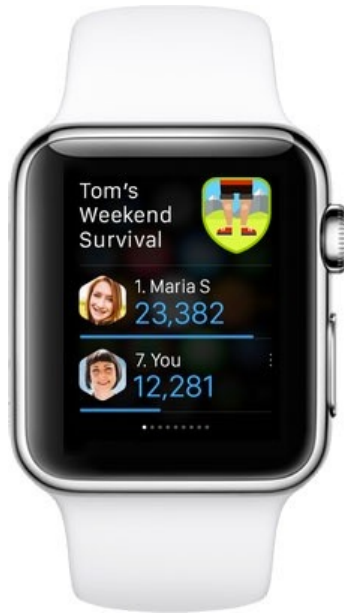 Tom's
Weekend
Survival
1. Maria S
23,382
7. You
12,281